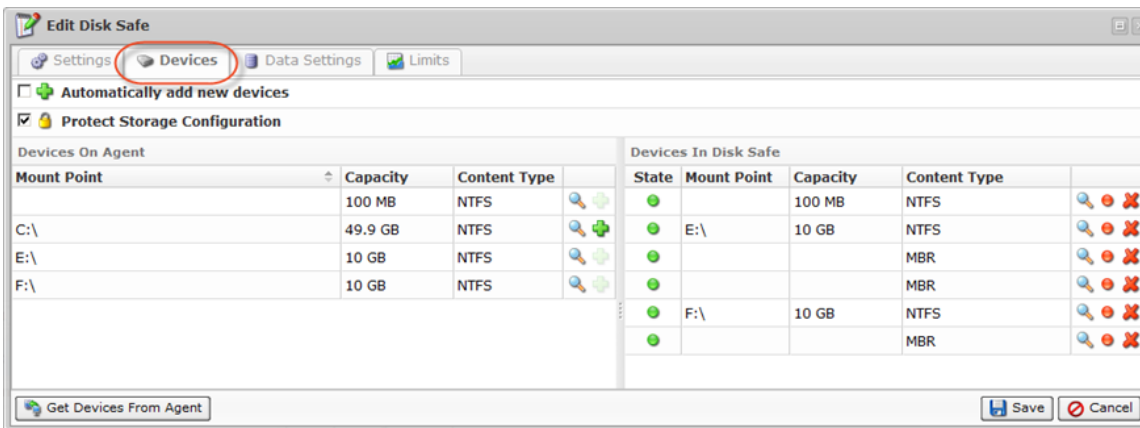 Edit Disk Safe
Settings Devices Data Settings Limits
Automatically add new devices
Protect Storage Configuration
Devices On Agent Devices In Disk Safe
Mount Point Capacity Content Type State Mount Point Capacity Content Type
100 MB NTFS 100 MB NTFS
C:\ 49.9 GB NTFS E:\ 10 GB NTFS
E:\ 10 GB NTFS MBR
F:\ 10 GB NTFS MBR
F:\ 10 GB NTFS
MBR
Get Devices From Agent Save Cancel